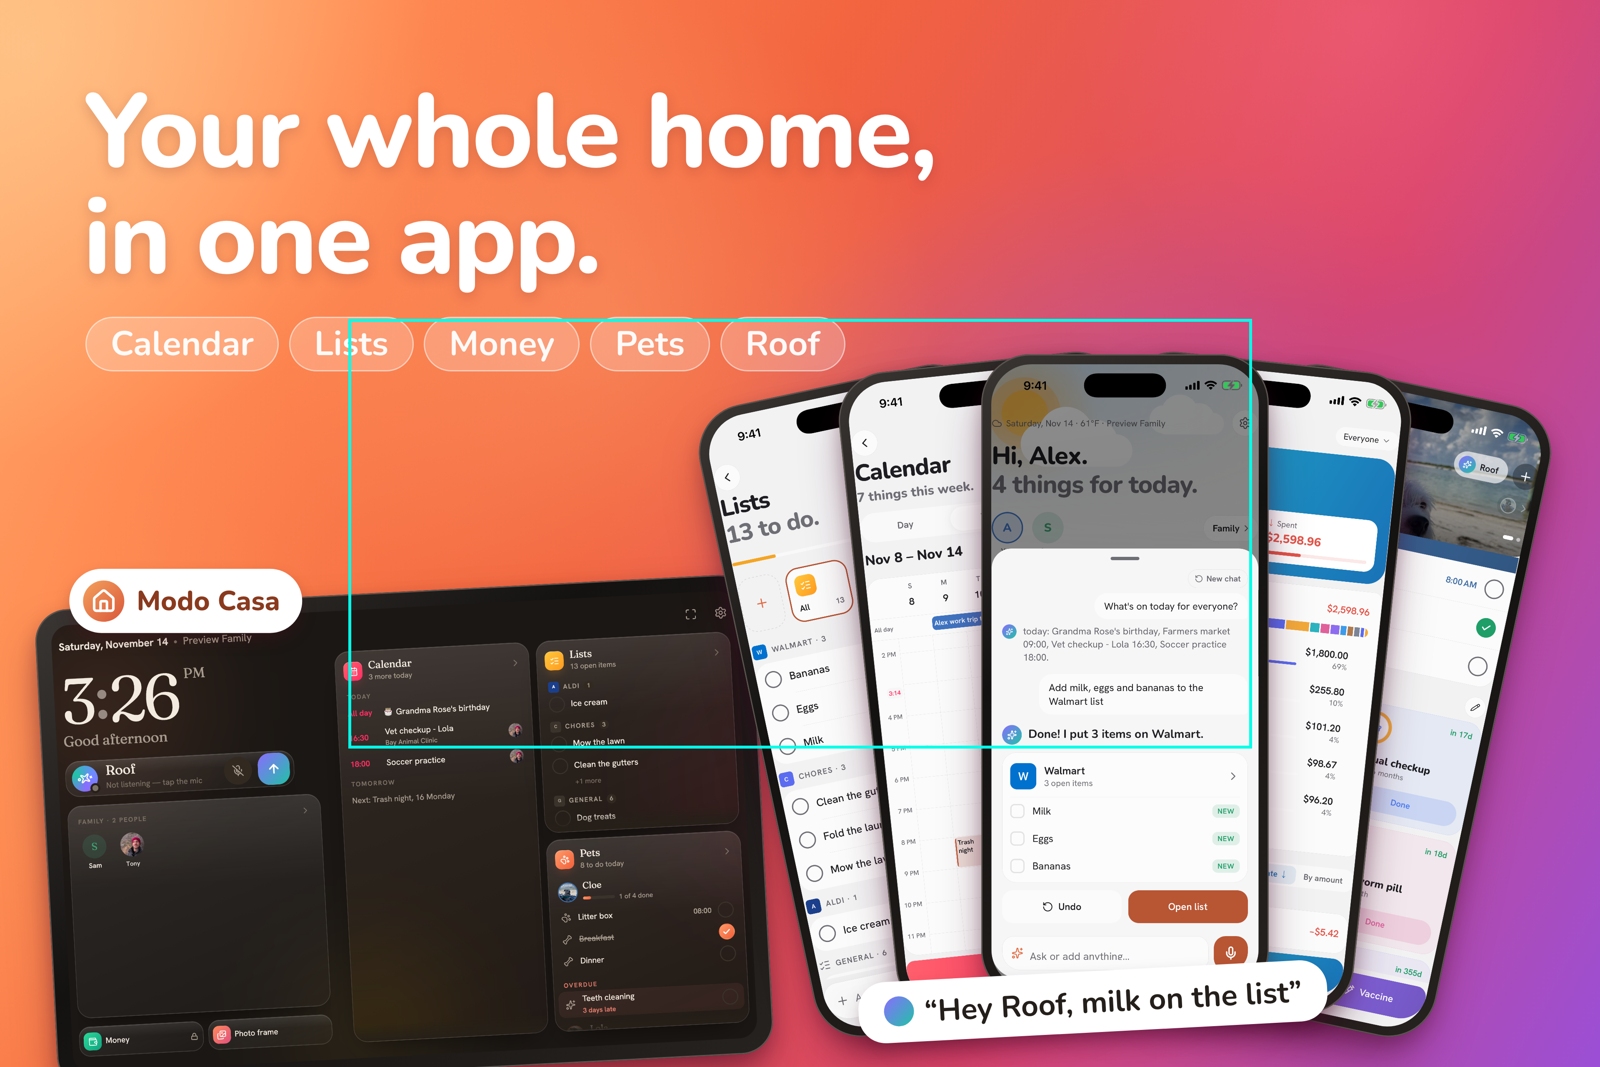 Your whole home,
in one app.
Calendar
Lists
Money
Pets
Roof
Modo Casa
Saturday, November 14 • Preview Family
3:26 PM
Good afternoon
Roof
Not listening — tap the mic
FAMILY · 2 PEOPLE
S
Sam
Tony
Money
Photo frame
Calendar
3 more today
TODAY
All day
Grandma Rose's birthday
16:30
Vet checkup - Lola
Bay Animal Clinic
18:00
Soccer practice
TOMORROW
Next: Trash night, 16 Monday
Lists
13 open items
A ALDI 1
Ice cream
C CHORES 3
Mow the lawn
Clean the gutters
+1 more
G GENERAL 6
Dog treats
Pets
8 to do today
Cloe
1 of 4 done
Litter box
08:00
Breakfast
Dinner
OVERDUE
Teeth cleaning
3 days late
9:41
Lists
13 to do.
All
13
W WALMART · 3
Bananas
Eggs
Milk
C CHORES · 3
Clean the gu
Fold the lau
Mow the la
A ALDI · 1
Ice cream
GENERAL · 6
9:41
Calendar
7 things this week.
Day
Nov 8 – Nov 14
S
M
T
8
9
All day
Alex work trip
2 PM
3:14
4 PM
6 PM
7 PM
8 PM
Trash
night
9 PM
10 PM
11 PM
9:41
Saturday, Nov 14 · 61°F · Preview Family
Hi, Alex.
4 things for today.
A
S
Family
New chat
What's on today for everyone?
today: Grandma Rose's birthday, Farmers market
09:00, Vet checkup - Lola 16:30, Soccer practice
18:00.
Add milk, eggs and bananas to the
Walmart list
Done! I put 3 items on Walmart.
W
Walmart
3 open items
Milk
NEW
Eggs
NEW
Bananas
NEW
Undo
Open list
Ask or add anything...
Everyone
Spent
$2,598.96
$2,598.96
$1,800.00
69%
$255.80
10%
$101.20
4%
$98.67
4%
$96.20
4%
By amount
-$5.42
Roof
8:00 AM
in 17d
ual checkup
months
Done
in 18d
orm pill
Done
in 355d
Vaccine
“Hey Roof, milk on the list”